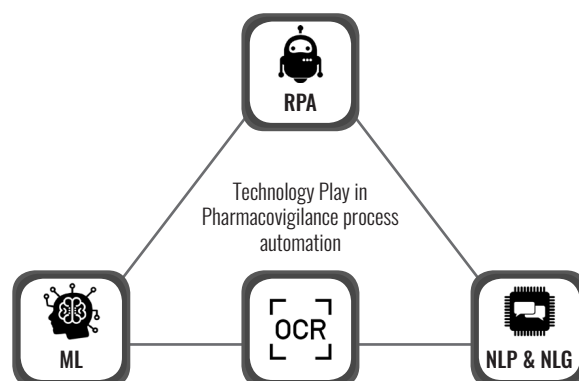 RPA
Technology Play in
Pharmacovigilance process
automation
ML
OCR
NLP & NLG